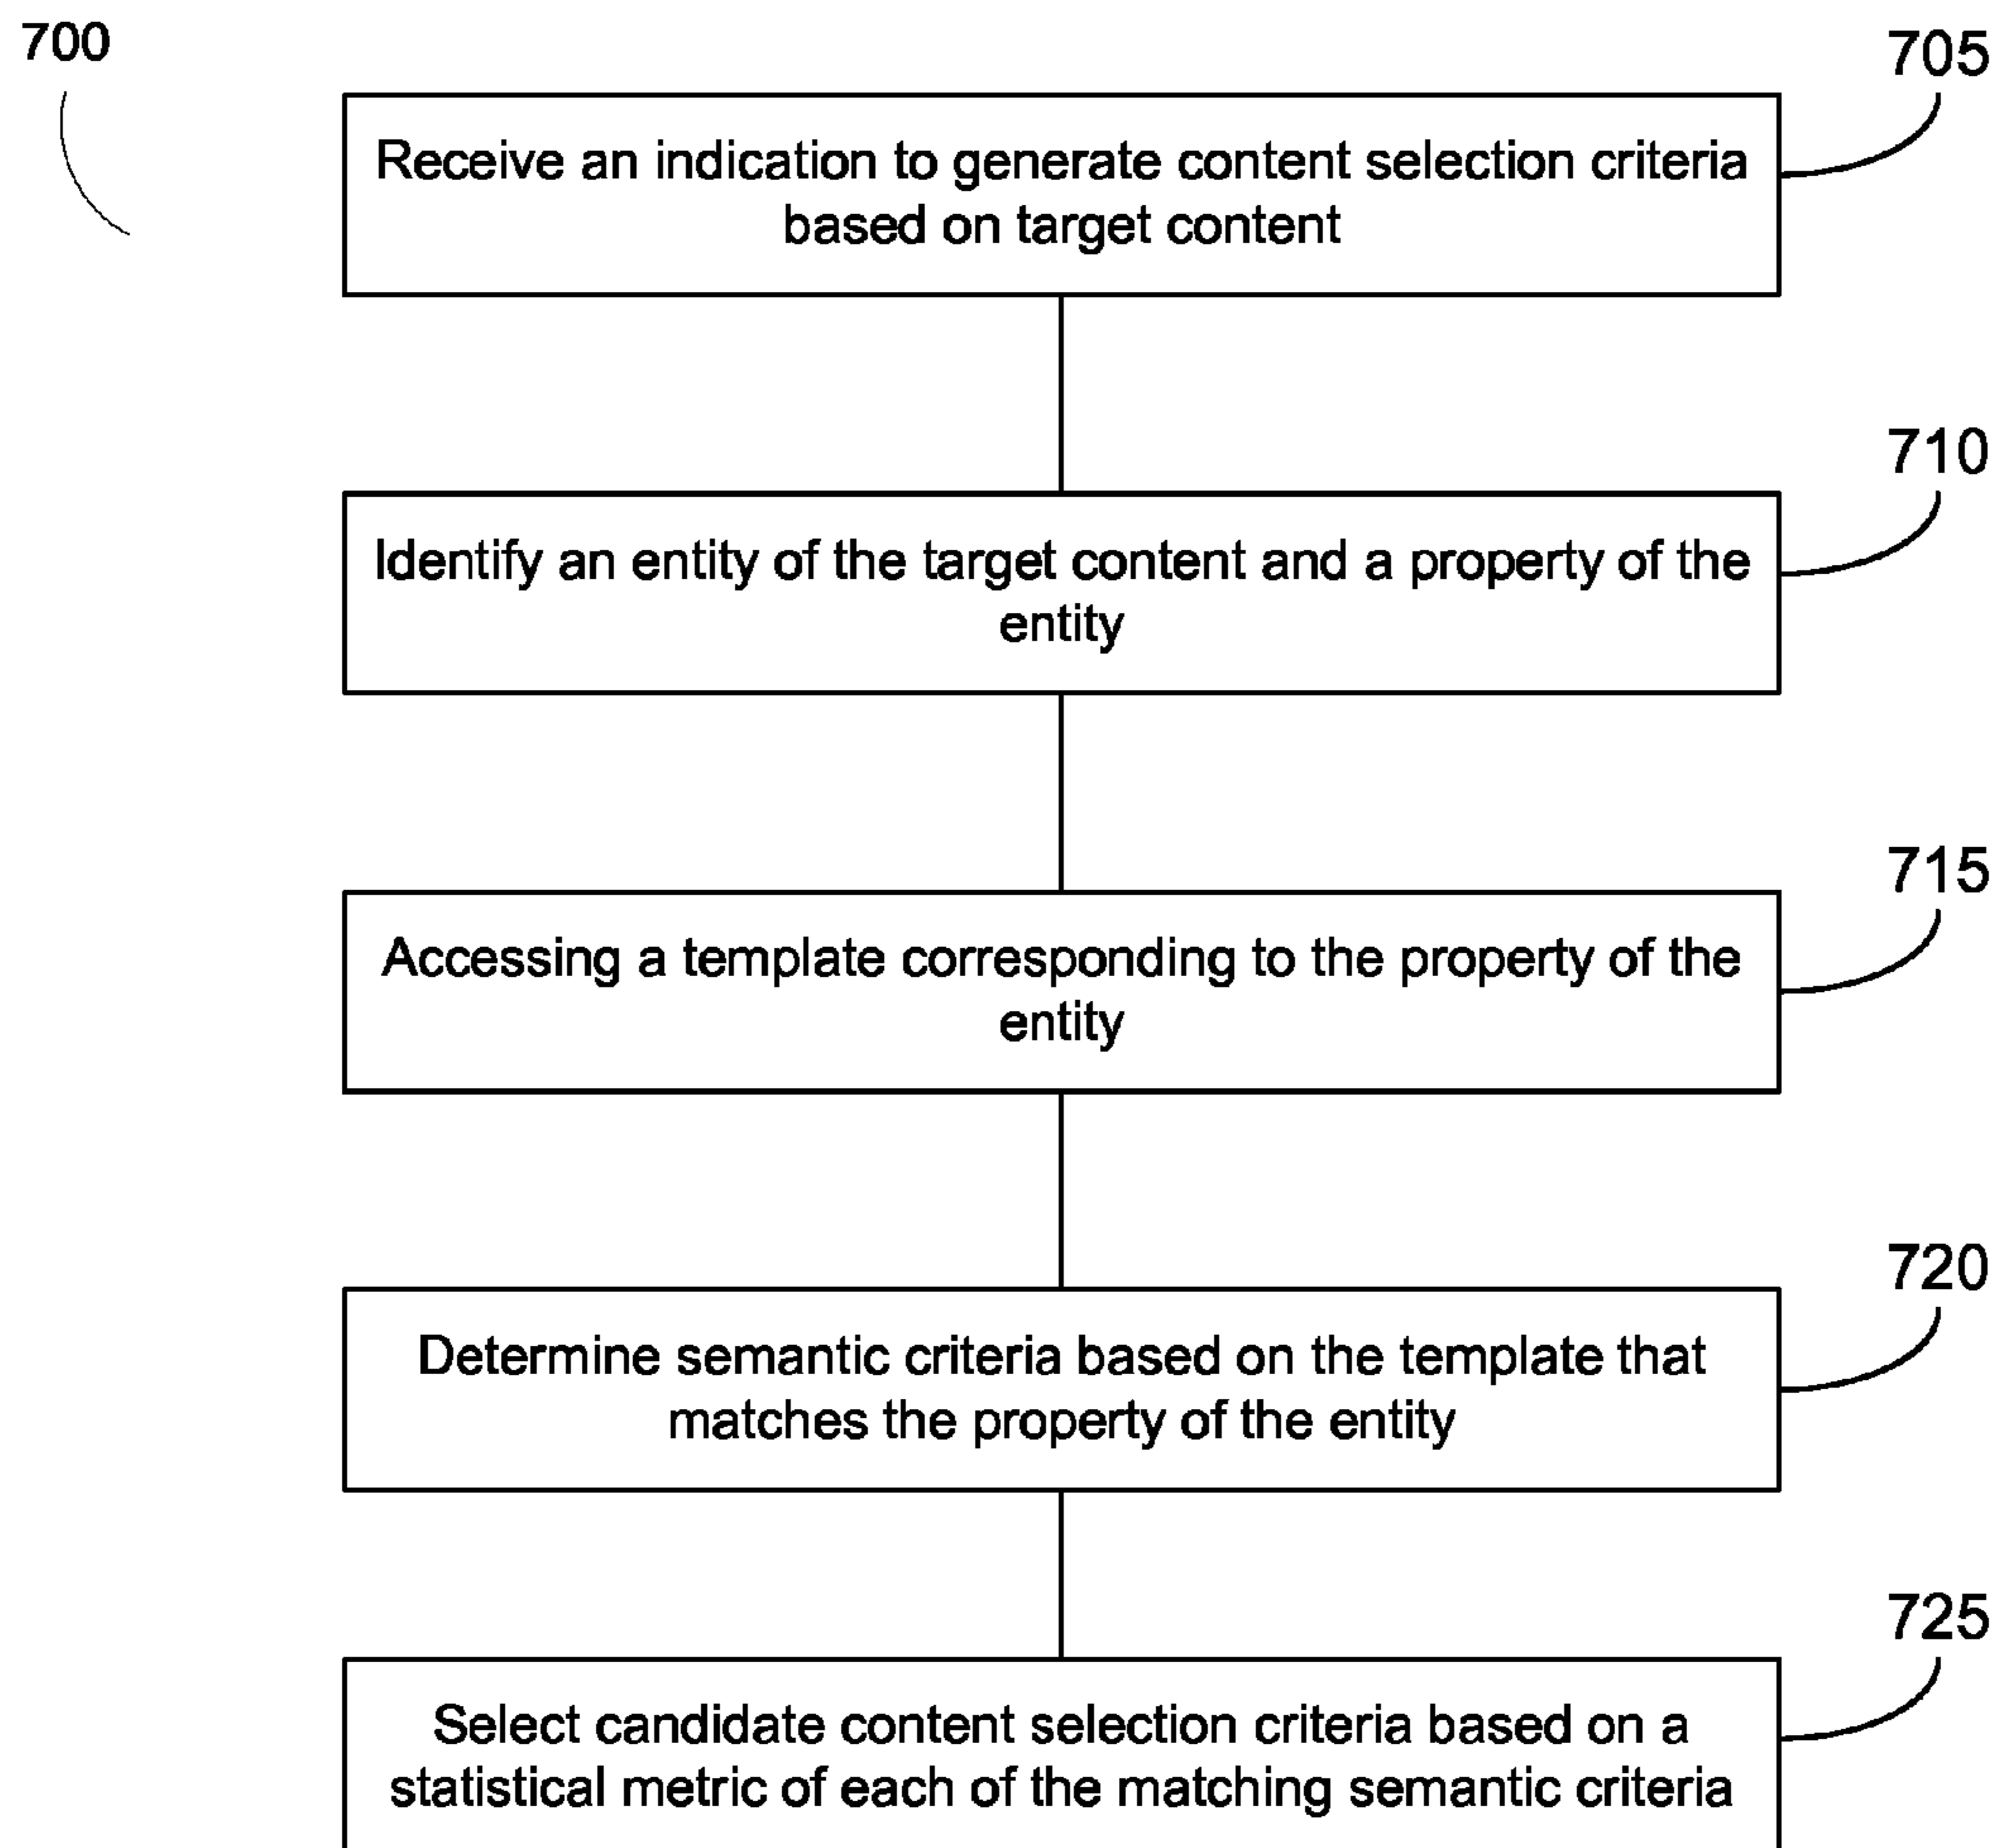 700
705
Receive an indication to generate content selection criteria
based on target content
710
Identify an entity of the target content and a property of the
entity
715
Accessing a template corresponding to the property of the
entity
720
Determine semantic criteria based on the template that
matches the property of the entity
725
Select candidate content selection criteria based on a
statistical metric of each of the matching semantic criteria